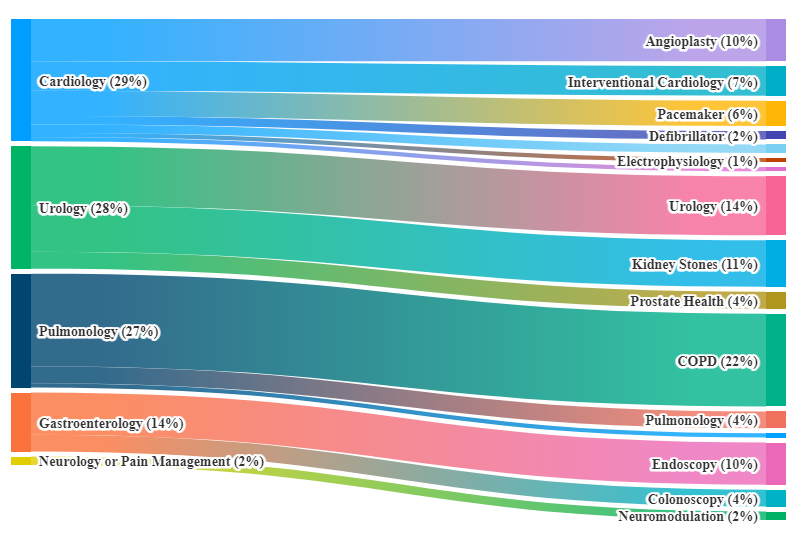 Cardiology (29%)
Urology (28%)
Pulmonology (27%)
Gastroenterology (14%)
Neurology or Pain Management (2%)
Angioplasty (10%)
Interventional Cardiology (7%)
Pacemaker (6%)
Defibrillator (2%)
Electrophysiology (1%)
Urology (14%)
Kidney Stones (11%)
Prostate Health (4%)
COPD (22%)
Pulmonology (4%)
Endoscopy (10%)
Colonoscopy (4%)
Neuromodulation (2%)